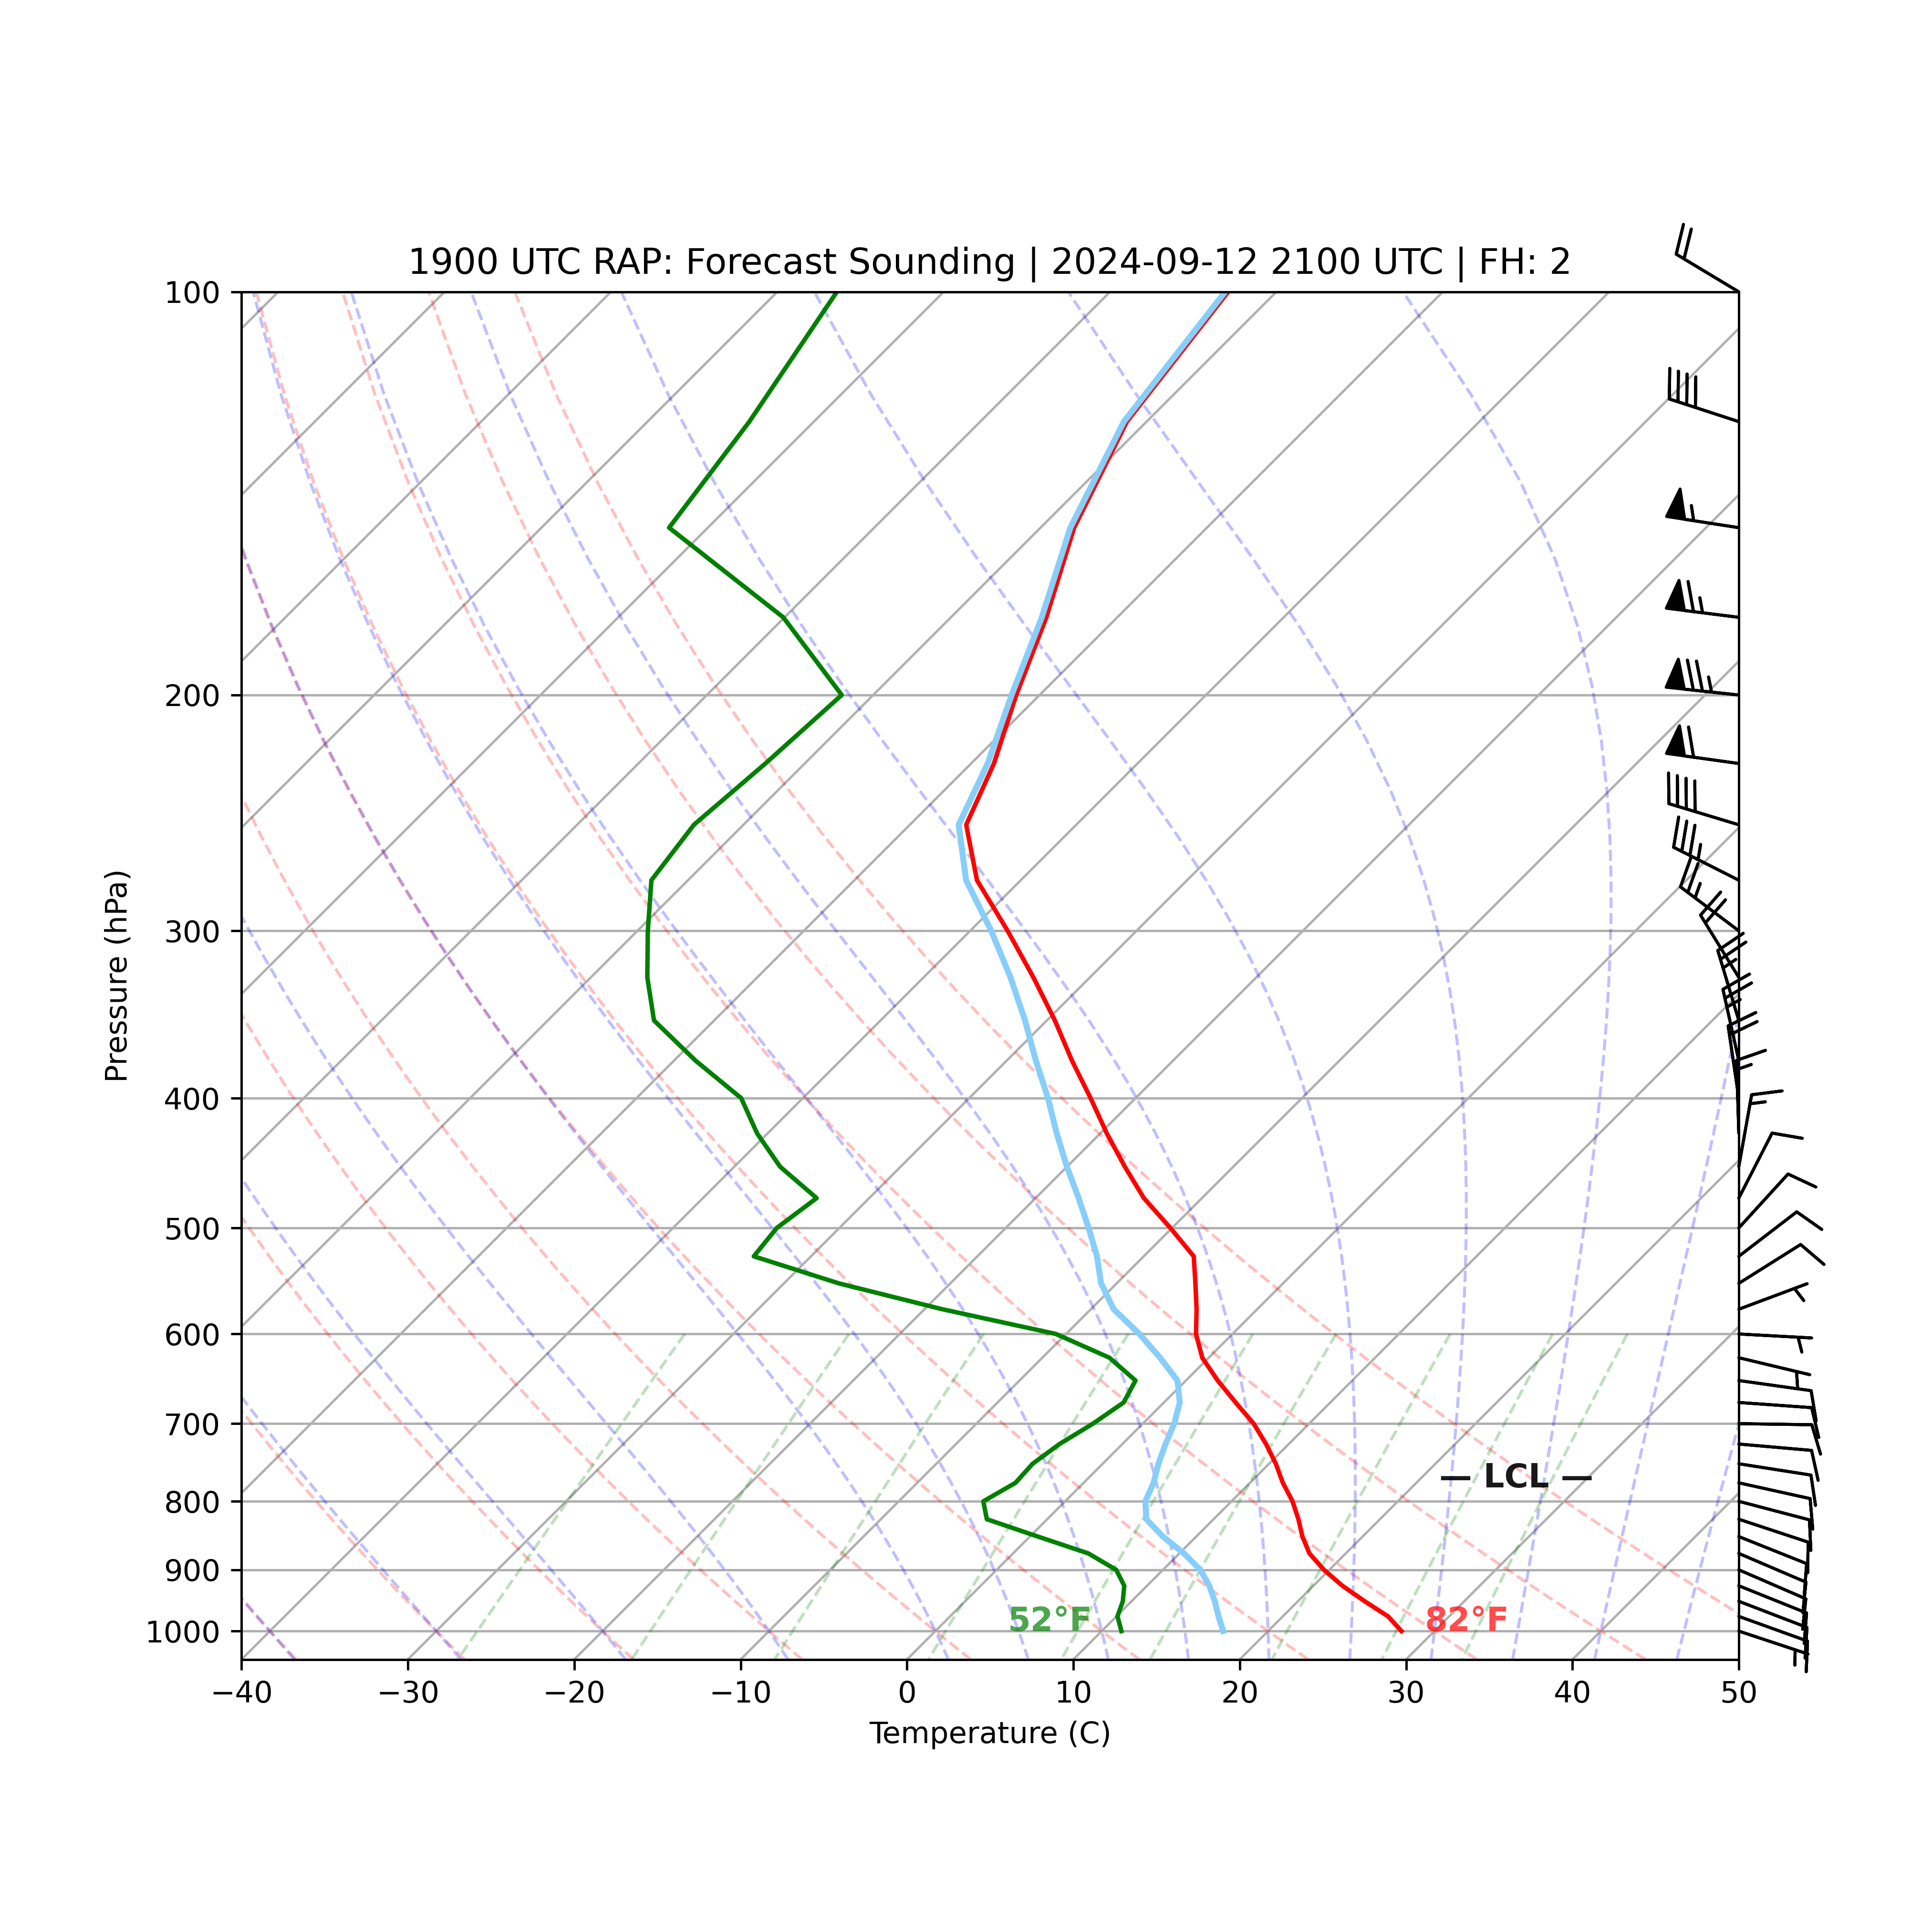 1900 UTC RAP: Forecast Sounding | 2024-09-12 2100 UTC | FH: 2
100
200
300
400
500
600
700
800
900
1000
Pressure (hPa)
— LCL —
52°F
82°F
−40 −30 −20 −10 0 10 20 30 40 50
Temperature (C)